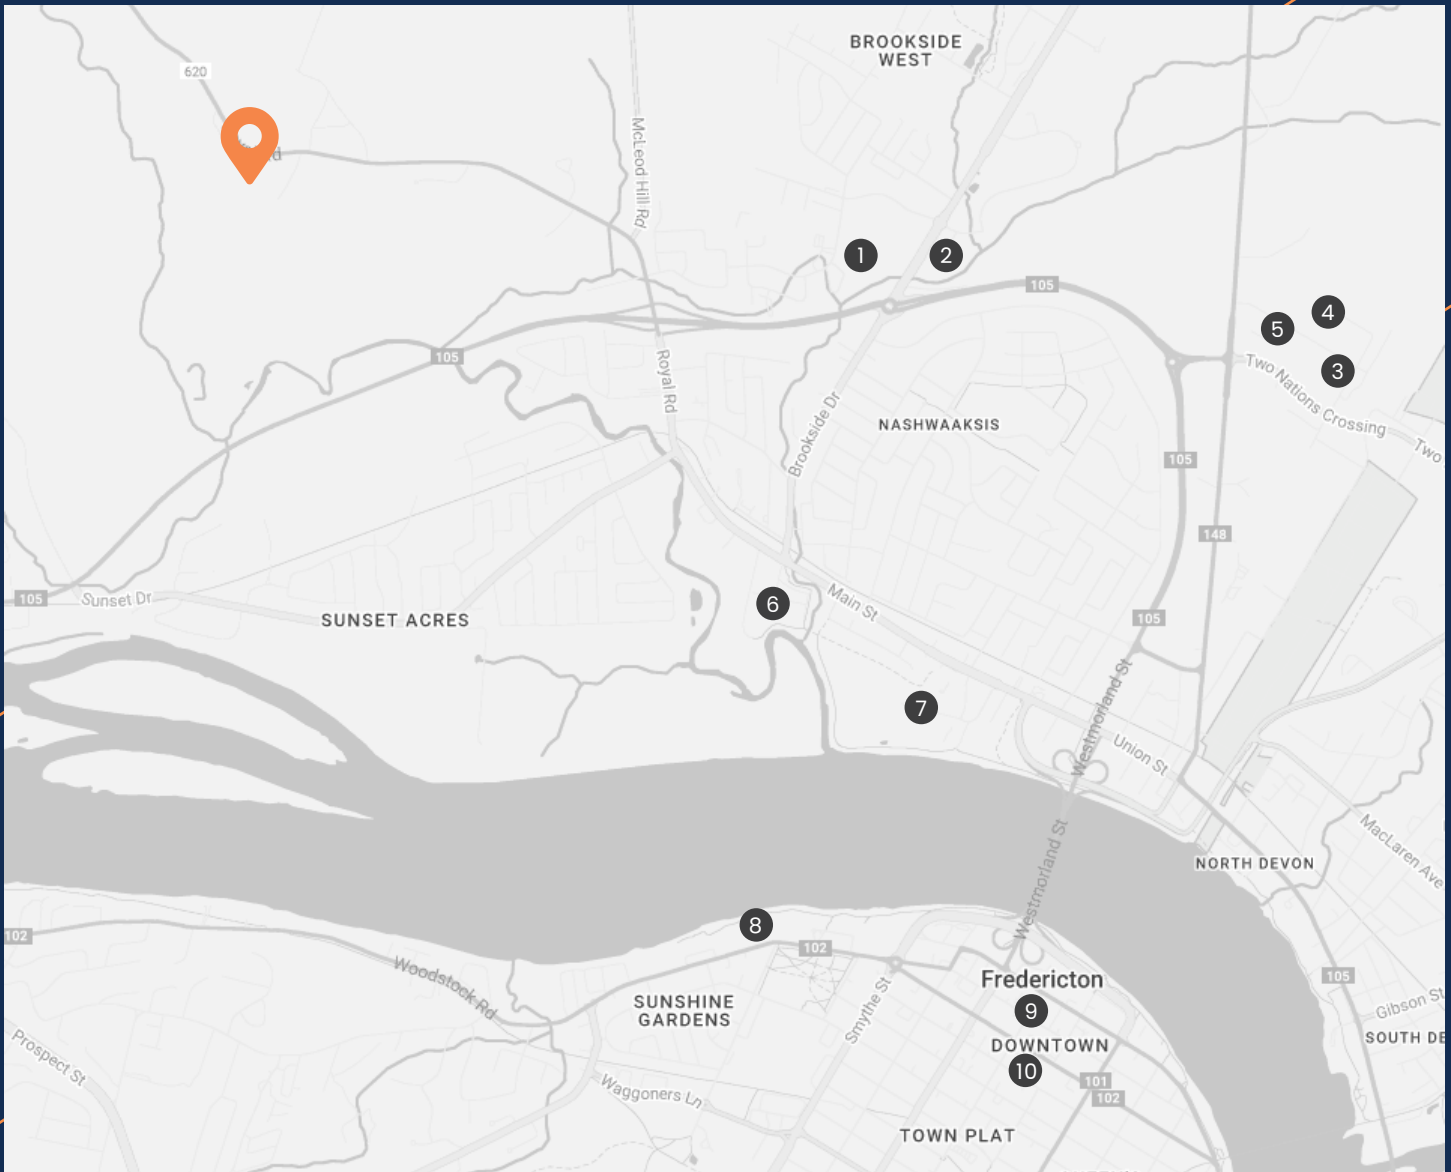 BROOKSIDE
WEST
620
McLeod Hill Rd
1
2
105
4
5
3
Two Nations Crossing
Two
105
Royal Rd
Brookside Dr
NASHWAAKSIS
105
148
105
Sunset Dr
SUNSET ACRES
6
Main St
105
7
Westmorland St
Union St
MacLaren Ave
NORTH DEVON
Westmorland St
8
102
102
Woodstock Rd
Fredericton
9
DOWNTOWN
10
SUNSHINE
GARDENS
Smythe St
105
Gibson St
SOUTH DE
Prospect St
Waggoners Ln
101
102
TOWN PLAT